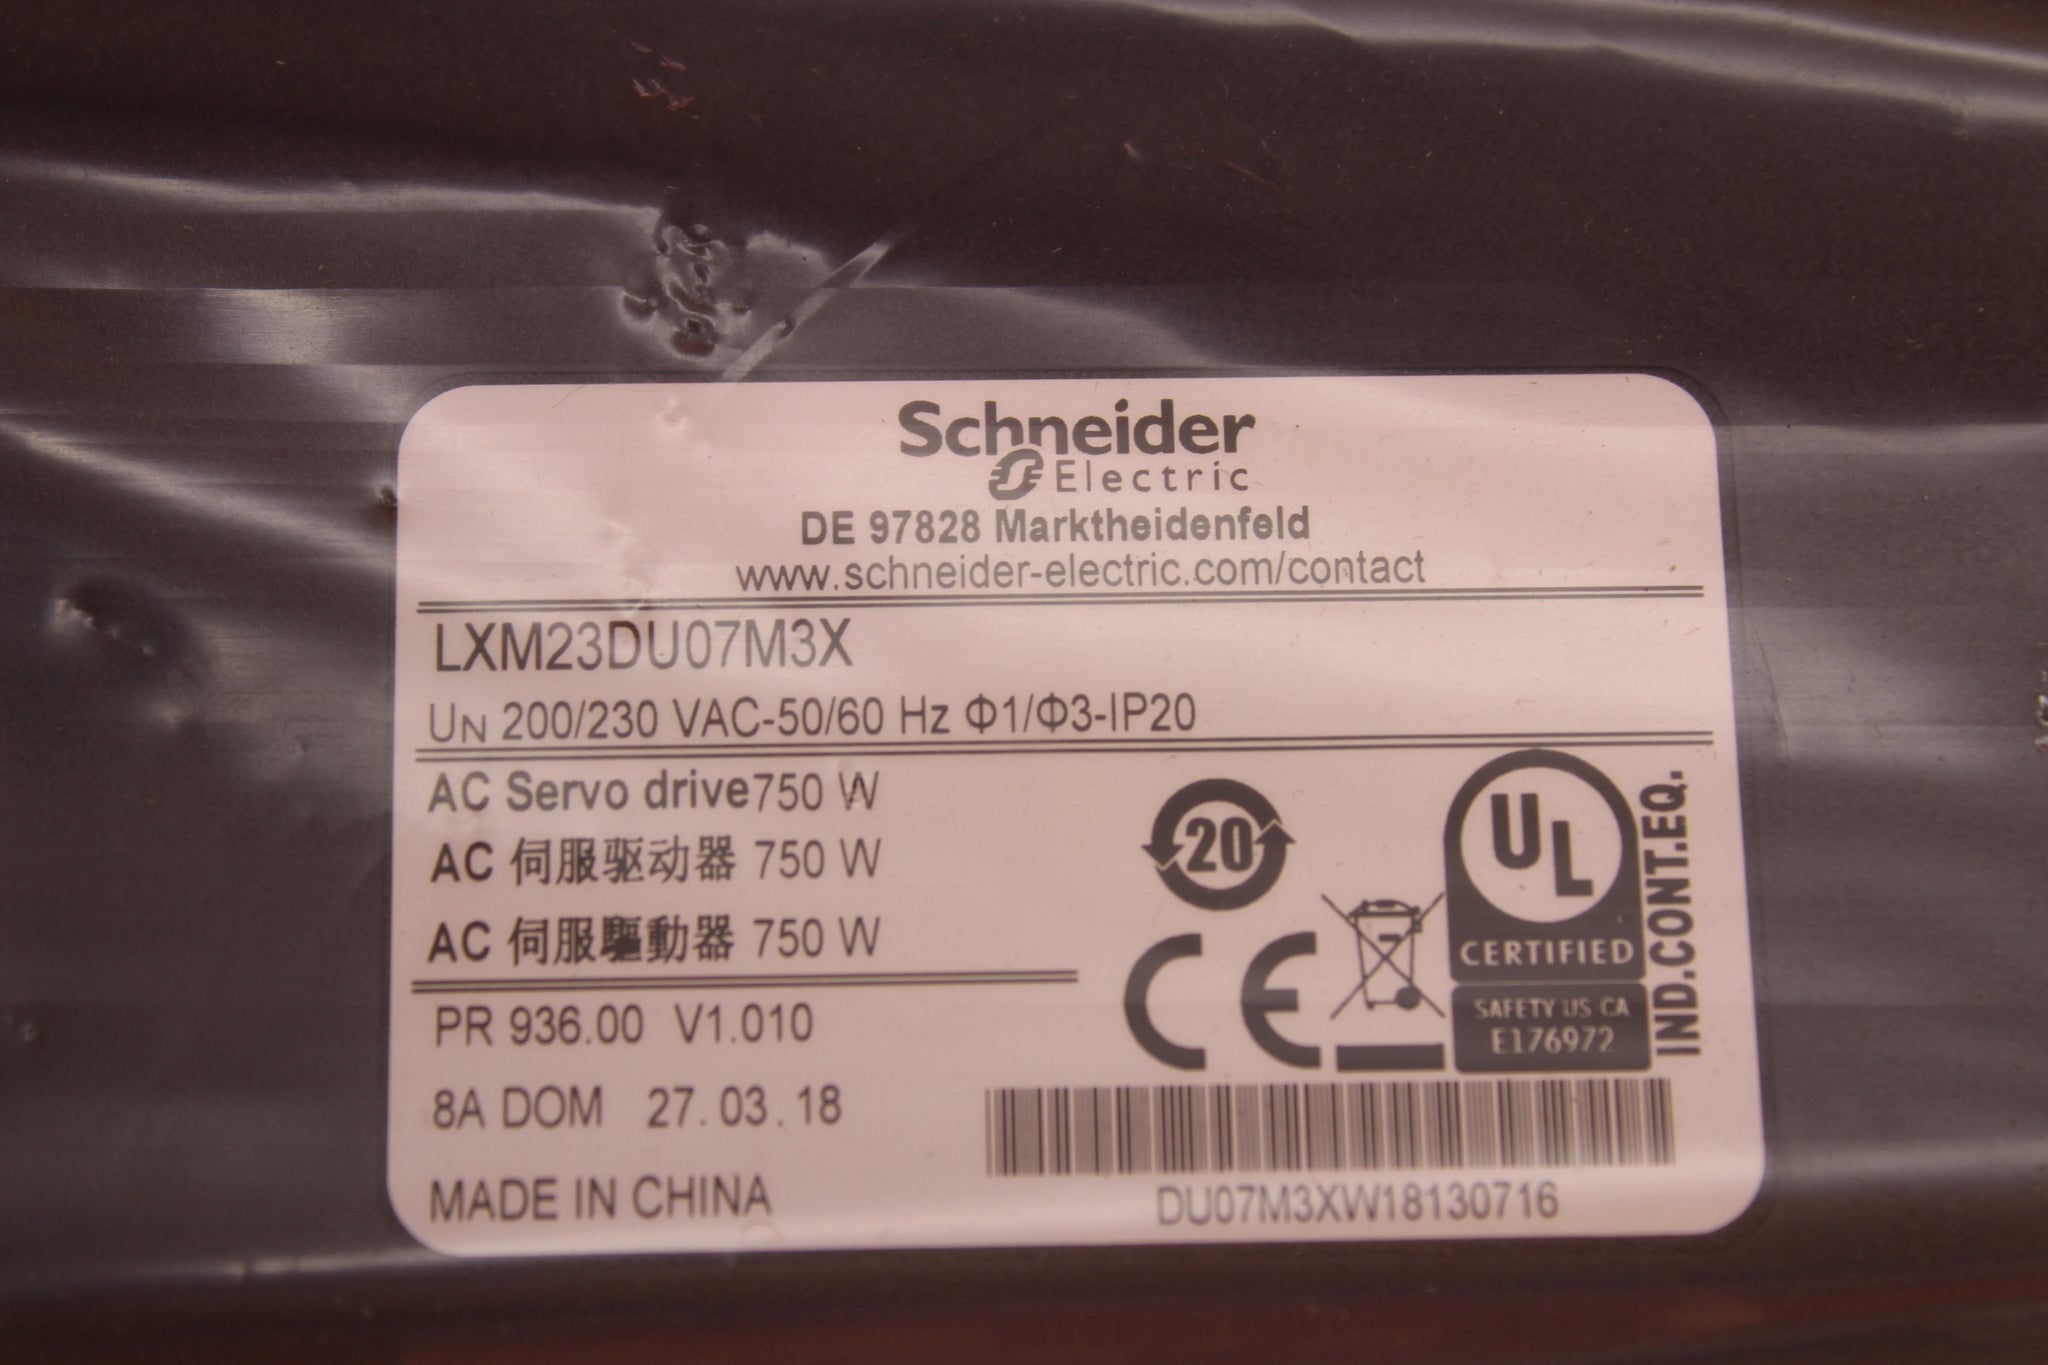 Schneider
Electric
DE 97828 Marktheidenfeld
www.schneider-electric.com/contact
LXM23DU07M3X
UN 200/230 VAC-50/60 Hz Φ1/Φ3-IP20
AC Servo drive750 W
AC 伺服驱动器 750 W
AC 伺服驅動器 750 W
PR 936.00 V1.010
8A DOM 27.03.18
MADE IN CHINA
20
CE
UL
CERTIFIED
SAFETY US CA
E176972
IND.CONT.EQ.
DU07M3XW18130716